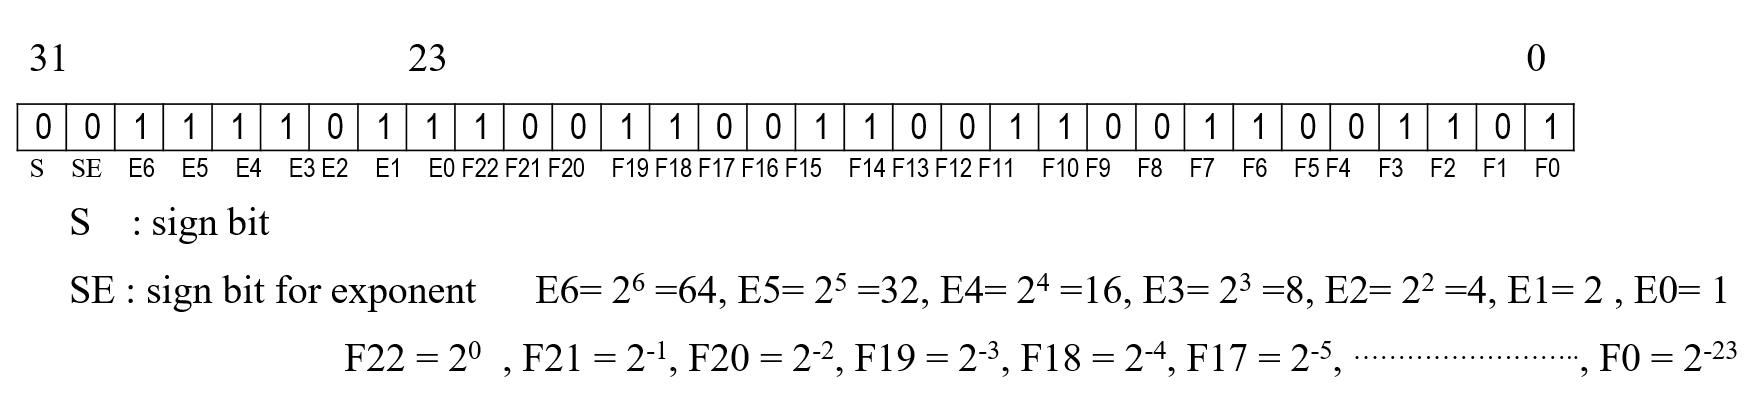 31 23 0
0 0 1 1 1 1 0 1 1 1 0 0 1 1 0 0 1 1 0 0 1 1 0 0 1 1 0 0 1 1 0 1
S SE E6 E5 E4 E3 E2 E1 E0 F22 F21 F20 F19 F18 F17 F16 F15 F14 F13 F12 F11 F10 F9 F8 F7 F6 F5 F4 F3 F2 F1 F0
S : sign bit
SE : sign bit for exponent E6= 2⁶ =64, E5= 2⁵ =32, E4= 2⁴ =16, E3= 2³ =8, E2= 2² =4, E1= 2 , E0= 1
F22 = 2⁰ , F21 = 2⁻¹, F20 = 2⁻², F19 = 2⁻³, F18 = 2⁻⁴, F17 = 2⁻⁵, ............................, F0 = 2⁻²³